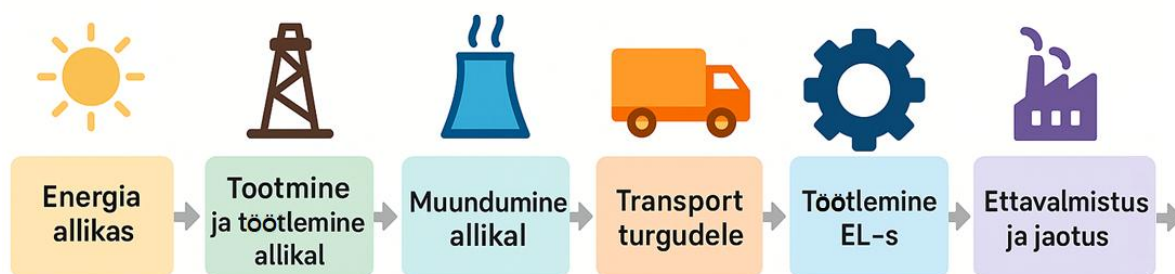 Energia
allikas
Tootmine
ja töötlemine
allikal
Muundumine
allikal
Transport
turgudele
Töötlemine
EL-s
Ettavalmistus
ja jaotus